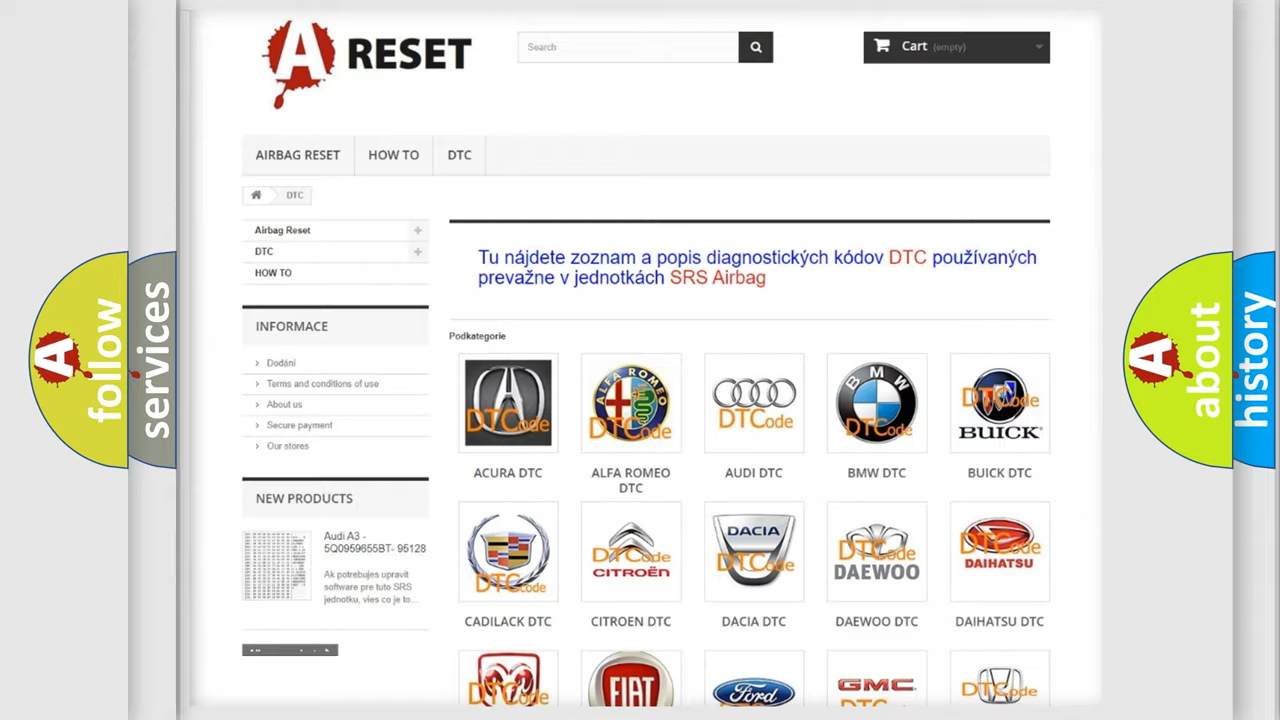 A RESET
Search
Cart (empty)
AIRBAG RESET
HOW TO
DTC
DTC
Airbag Reset
DTC
HOW TO
INFORMACE
Dodání
Terms and conditions of use
About us
Secure payment
Our stores
NEW PRODUCTS
Audi A3 -
5Q0959655BT- 95128
Ak potrebujes upravit
software pre tuto SRS
jednotku, vies co je to...
Tu nájdete zoznam a popis diagnostických kódov DTC používaných
prevažne v jednotkách SRS Airbag
Podkategorie
DTCode
ALFA ROMEO
DTCode
DTCode
BMW
DTCode
DTCode
BUICK
ACURA DTC
ALFA ROMEO
DTC
AUDI DTC
BMW DTC
BUICK DTC
DTCode
DTCode
CITROËN
DACIA
DTCode
DTCode
DAEWOO
DTCode
DAIHATSU
CADILACK DTC
CITROEN DTC
DACIA DTC
DAEWOO DTC
DAIHATSU DTC
DTCode
FIAT
Ford
GMC
DTCode
A follow
services
A about
history